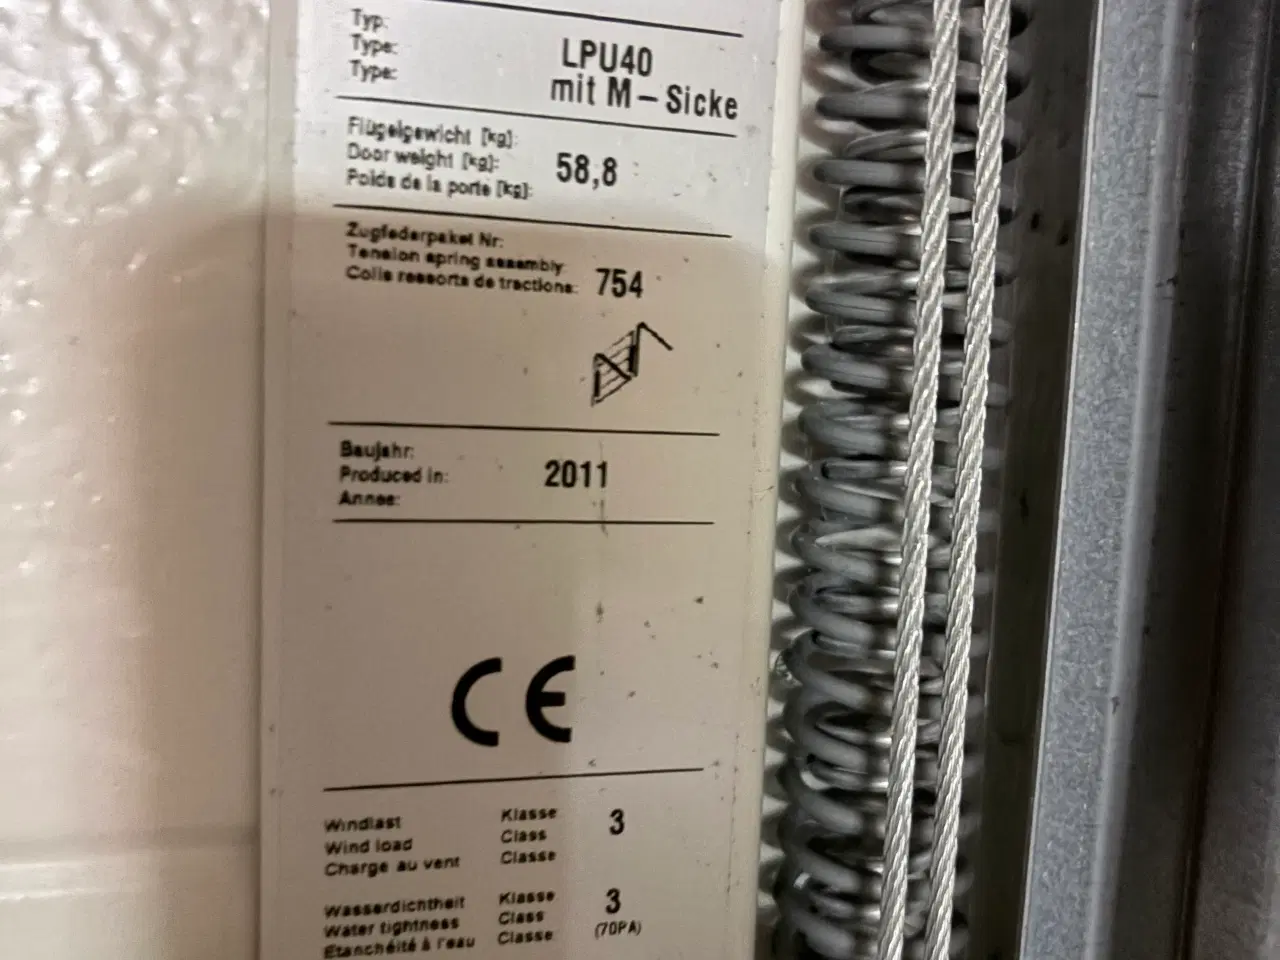 Typ:
Type:
Type:
LPU40
mit M – Sicke
Flügelgewicht [kg]:
Door weight [kg]:
Poids de la porte [kg]:
58,8
Zugfederpaket Nr:
Tension spring assembly
Colis ressorts de tractions:
754
Baujahr:
Produced in:
Annee:
2011
CE
Windlast Klasse 3
Wind load Class
Charge au vent Classe
Wasserdichtheit Klasse 3
Water tightness Class (70PA)
Etanchéité à l'eau Classe